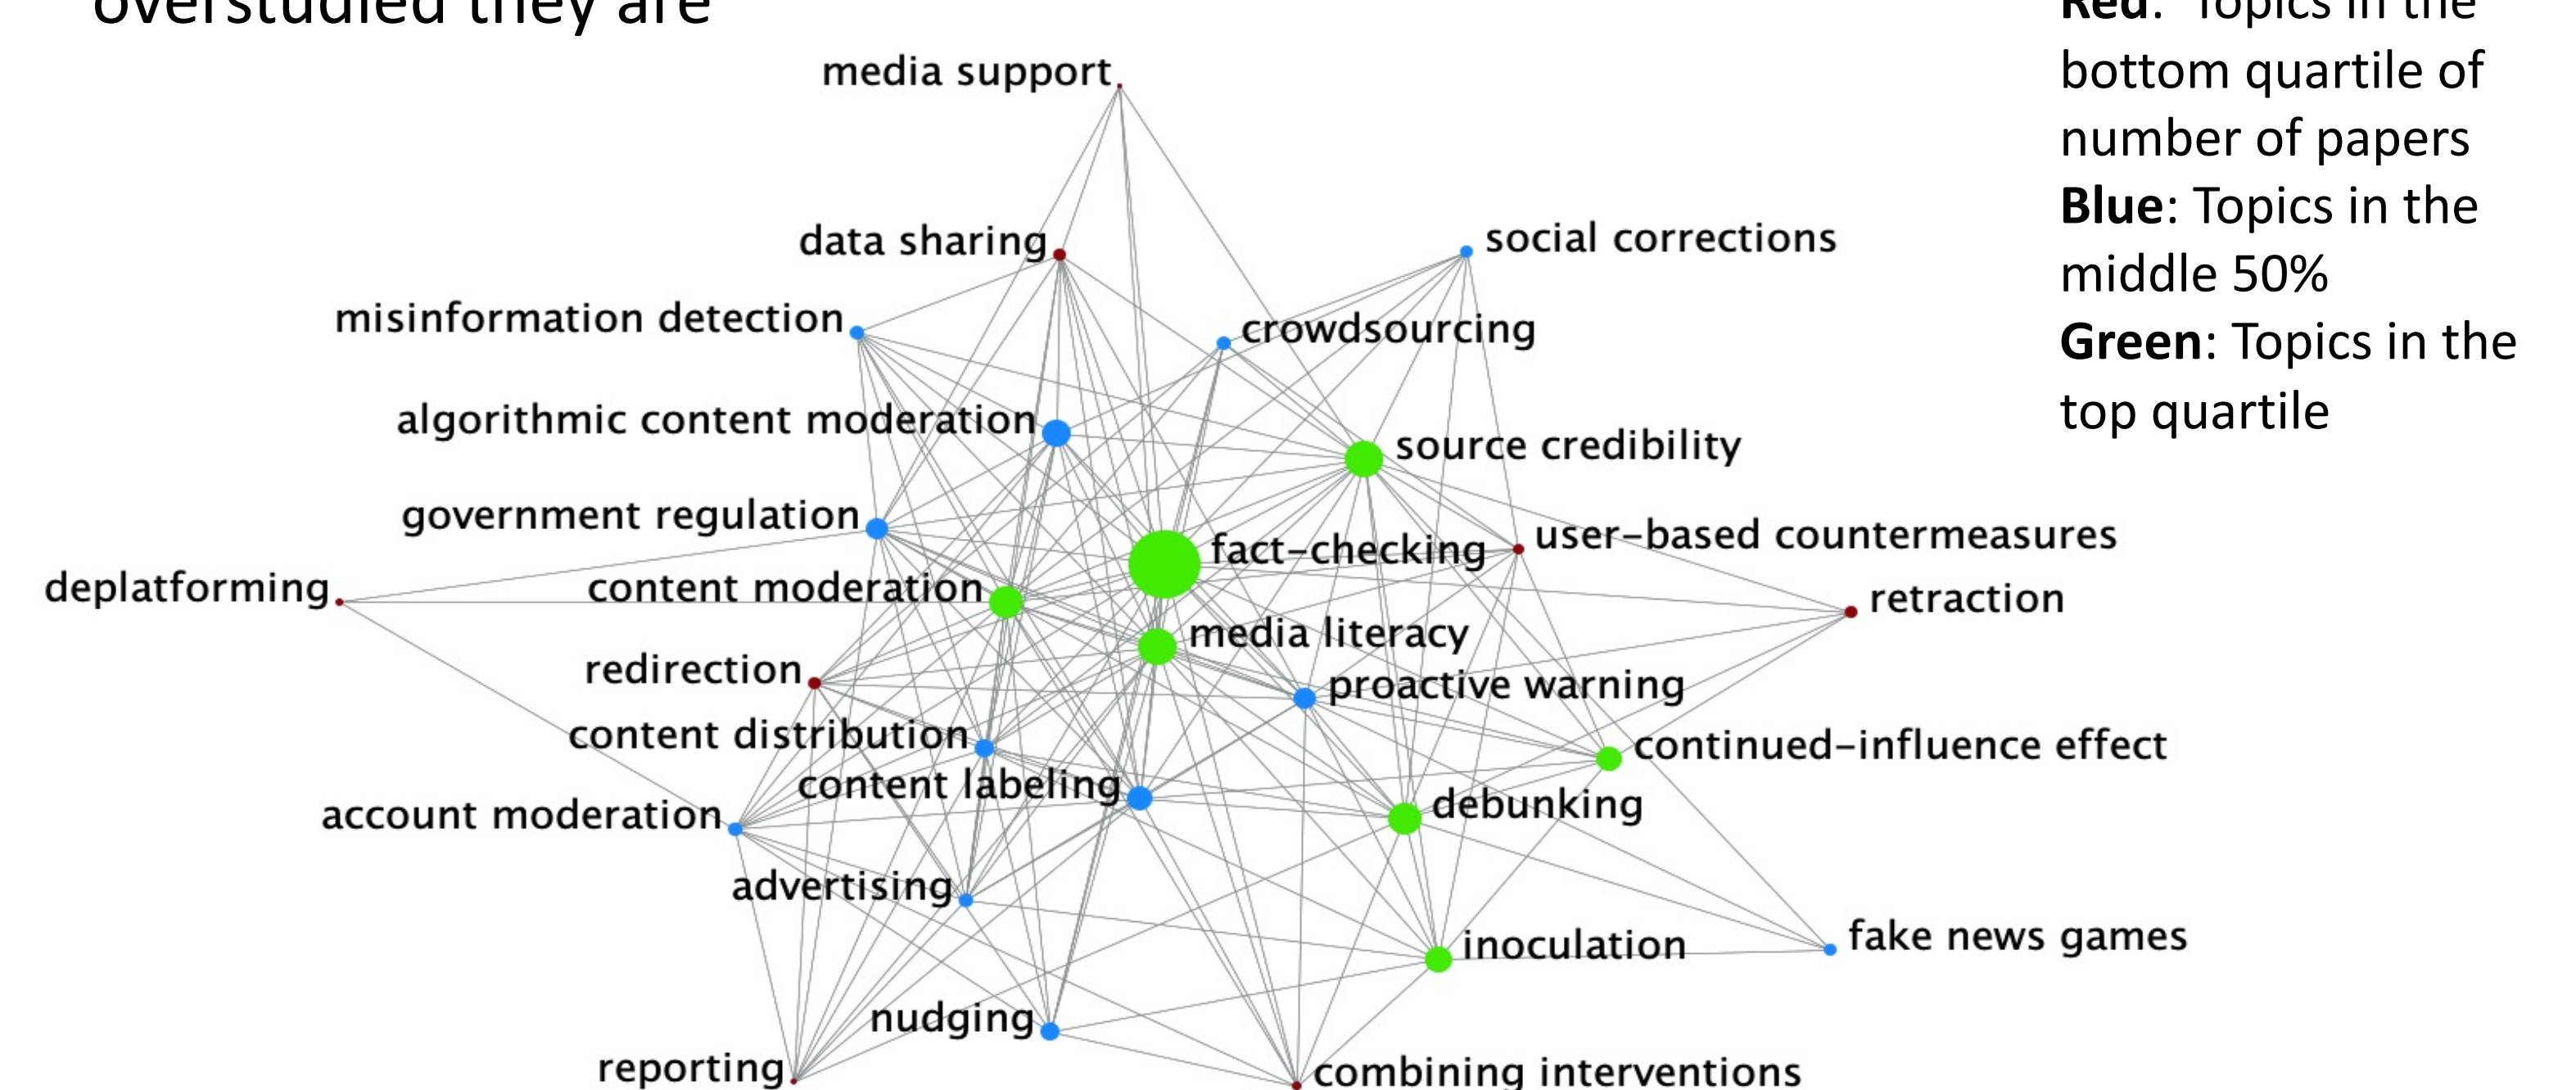 overstudied they are
Red: Topics in the
bottom quartile of
number of papers
Blue: Topics in the
middle 50%
Green: Topics in the
top quartile
media support
data sharing
social corrections
misinformation detection
crowdsourcing
algorithmic content moderation
source credibility
government regulation
user-based countermeasures
fact-checking
deplatforming
content moderation
retraction
media literacy
redirection
proactive warning
content distribution
continued-influence effect
content labeling
debunking
account moderation
advertising
inoculation
fake news games
nudging
reporting
combining interventions